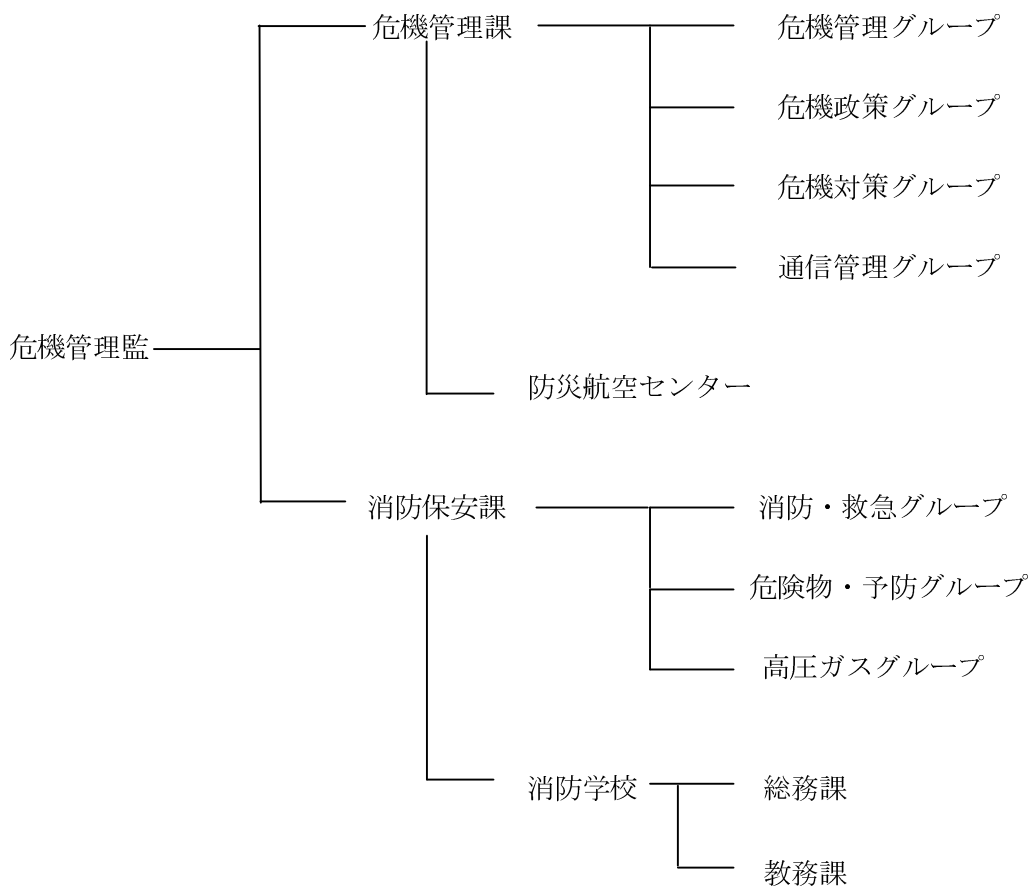 危機管理課
危機管理グループ
危機政策グループ
危機対策グループ
通信管理グループ
危機管理監
防災航空センター
消防保安課
消防・救急グループ
危険物・予防グループ
高圧ガスグループ
消防学校
総務課
教務課